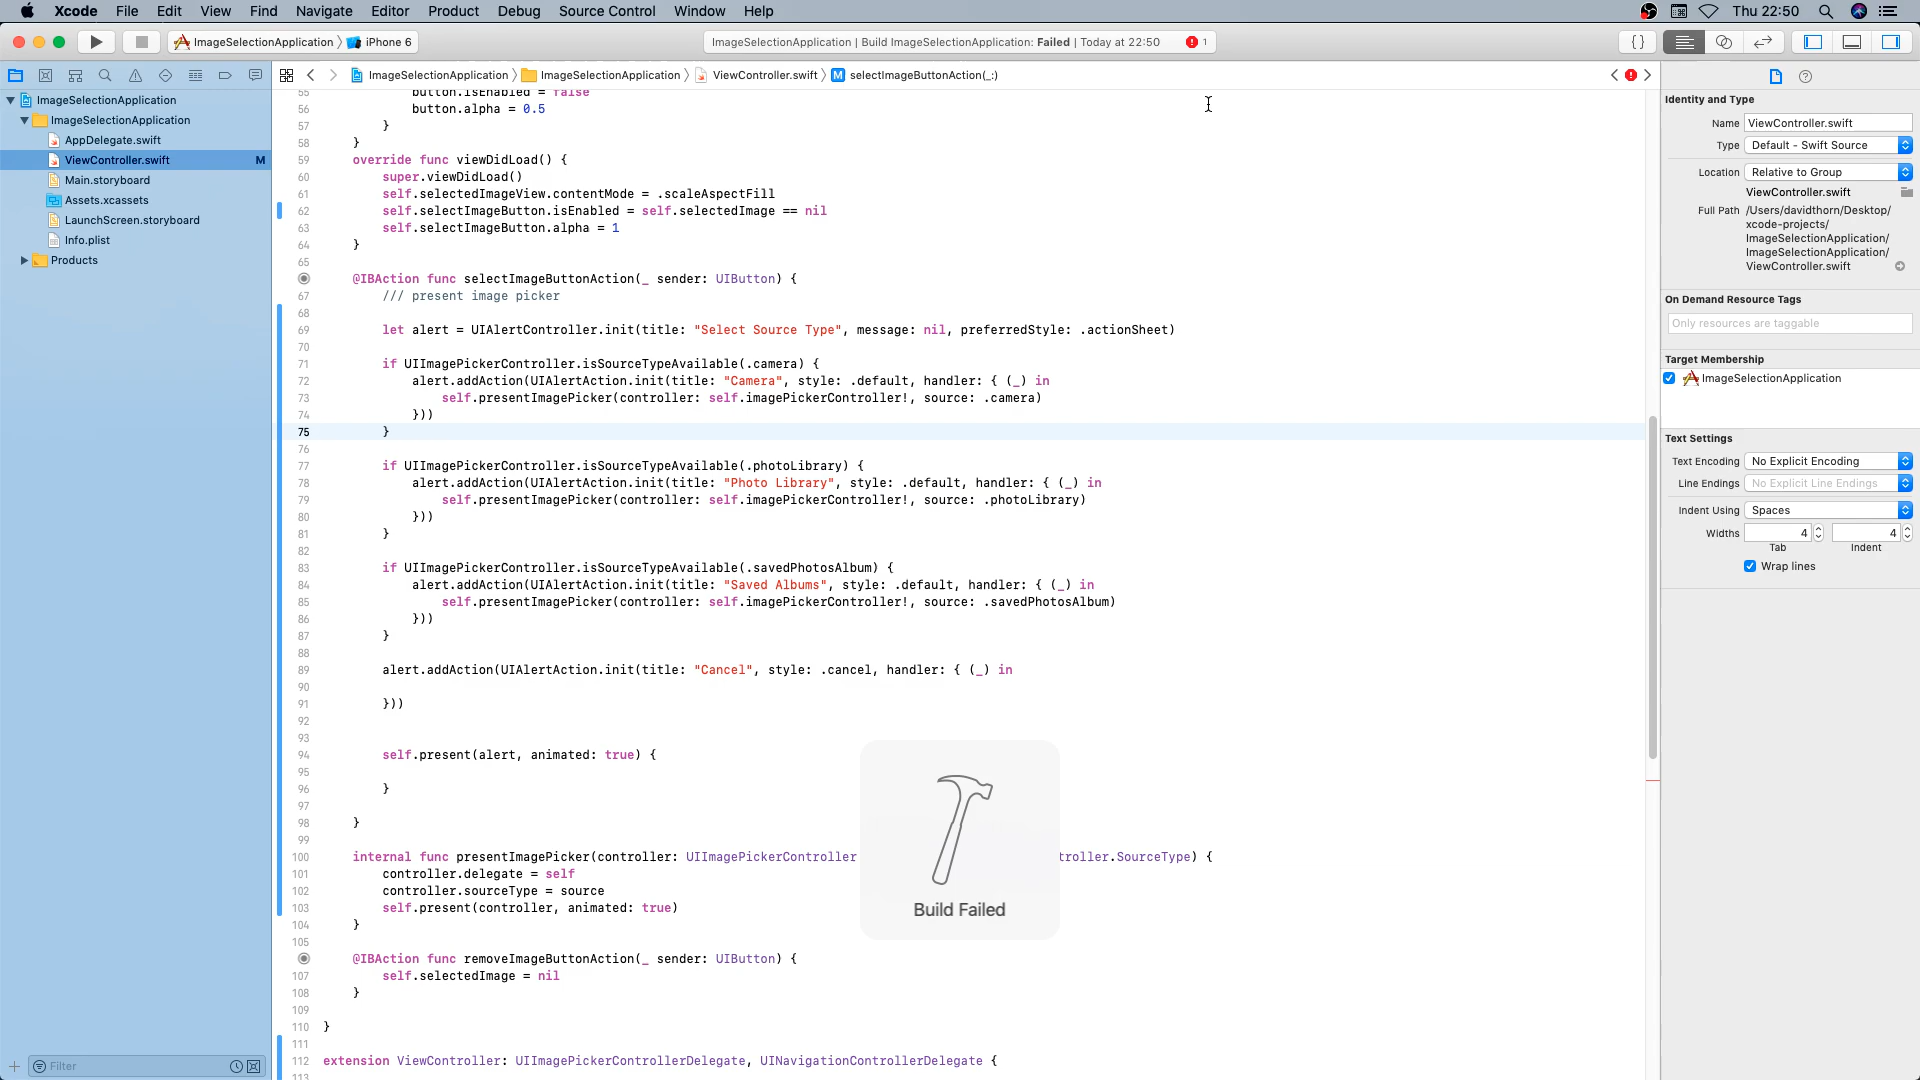 Xcode File Edit View Find Navigate Editor Product Debug Source Control Window Help Thu 22:50
ImageSelectionApplication iPhone 6 ImageSelectionApplication | Build ImageSelectionApplication: Failed | Today at 22:50 1 {}
ImageSelectionApplication ImageSelectionApplication ViewController.swift M selectImageButtonAction(_:)
ImageSelectionApplication
ImageSelectionApplication
AppDelegate.swift
ViewController.swift M
Main.storyboard
Assets.xcassets
LaunchScreen.storyboard
Info.plist
Products
Filter
55 button.isEnabled = false
56 button.alpha = 0.5
57 }
58 }
59 override func viewDidLoad() {
60 super.viewDidLoad()
61 self.selectedImageView.contentMode = .scaleAspectFill
62 self.selectImageButton.isEnabled = self.selectedImage == nil
63 self.selectImageButton.alpha = 1
64 }
65
@IBAction func selectImageButtonAction(_ sender: UIButton) {
67 /// present image picker
68
69 let alert = UIAlertController.init(title: "Select Source Type", message: nil, preferredStyle: .actionSheet)
70
71 if UIImagePickerController.isSourceTypeAvailable(.camera) {
72 alert.addAction(UIAlertAction.init(title: "Camera", style: .default, handler: { (_) in
73 self.presentImagePicker(controller: self.imagePickerController!, source: .camera)
74 }))
75 }
76
77 if UIImagePickerController.isSourceTypeAvailable(.photoLibrary) {
78 alert.addAction(UIAlertAction.init(title: "Photo Library", style: .default, handler: { (_) in
79 self.presentImagePicker(controller: self.imagePickerController!, source: .photoLibrary)
80 }))
81 }
82
83 if UIImagePickerController.isSourceTypeAvailable(.savedPhotosAlbum) {
84 alert.addAction(UIAlertAction.init(title: "Saved Albums", style: .default, handler: { (_) in
85 self.presentImagePicker(controller: self.imagePickerController!, source: .savedPhotosAlbum)
86 }))
87 }
88
89 alert.addAction(UIAlertAction.init(title: "Cancel", style: .cancel, handler: { (_) in
90
91 }))
92
93
94 self.present(alert, animated: true) {
95
96 }
97
98 }
99
100 internal func presentImagePicker(controller: UIImagePickerController troller.SourceType) {
101 controller.delegate = self
102 controller.sourceType = source
103 self.present(controller, animated: true)
104 }
105
@IBAction func removeImageButtonAction(_ sender: UIButton) {
107 self.selectedImage = nil
108 }
109
110 }
111
112 extension ViewController: UIImagePickerControllerDelegate, UINavigationControllerDelegate {
113
Build Failed
Identity and Type
Name ViewController.swift
Type Default - Swift Source
Location Relative to Group
ViewController.swift
Full Path /Users/davidthorn/Desktop/
xcode-projects/
ImageSelectionApplication/
ImageSelectionApplication/
ViewController.swift
On Demand Resource Tags
Only resources are taggable
Target Membership
ImageSelectionApplication
Text Settings
Text Encoding No Explicit Encoding
Line Endings No Explicit Line Endings
Indent Using Spaces
Widths 4 4
Tab Indent
Wrap lines